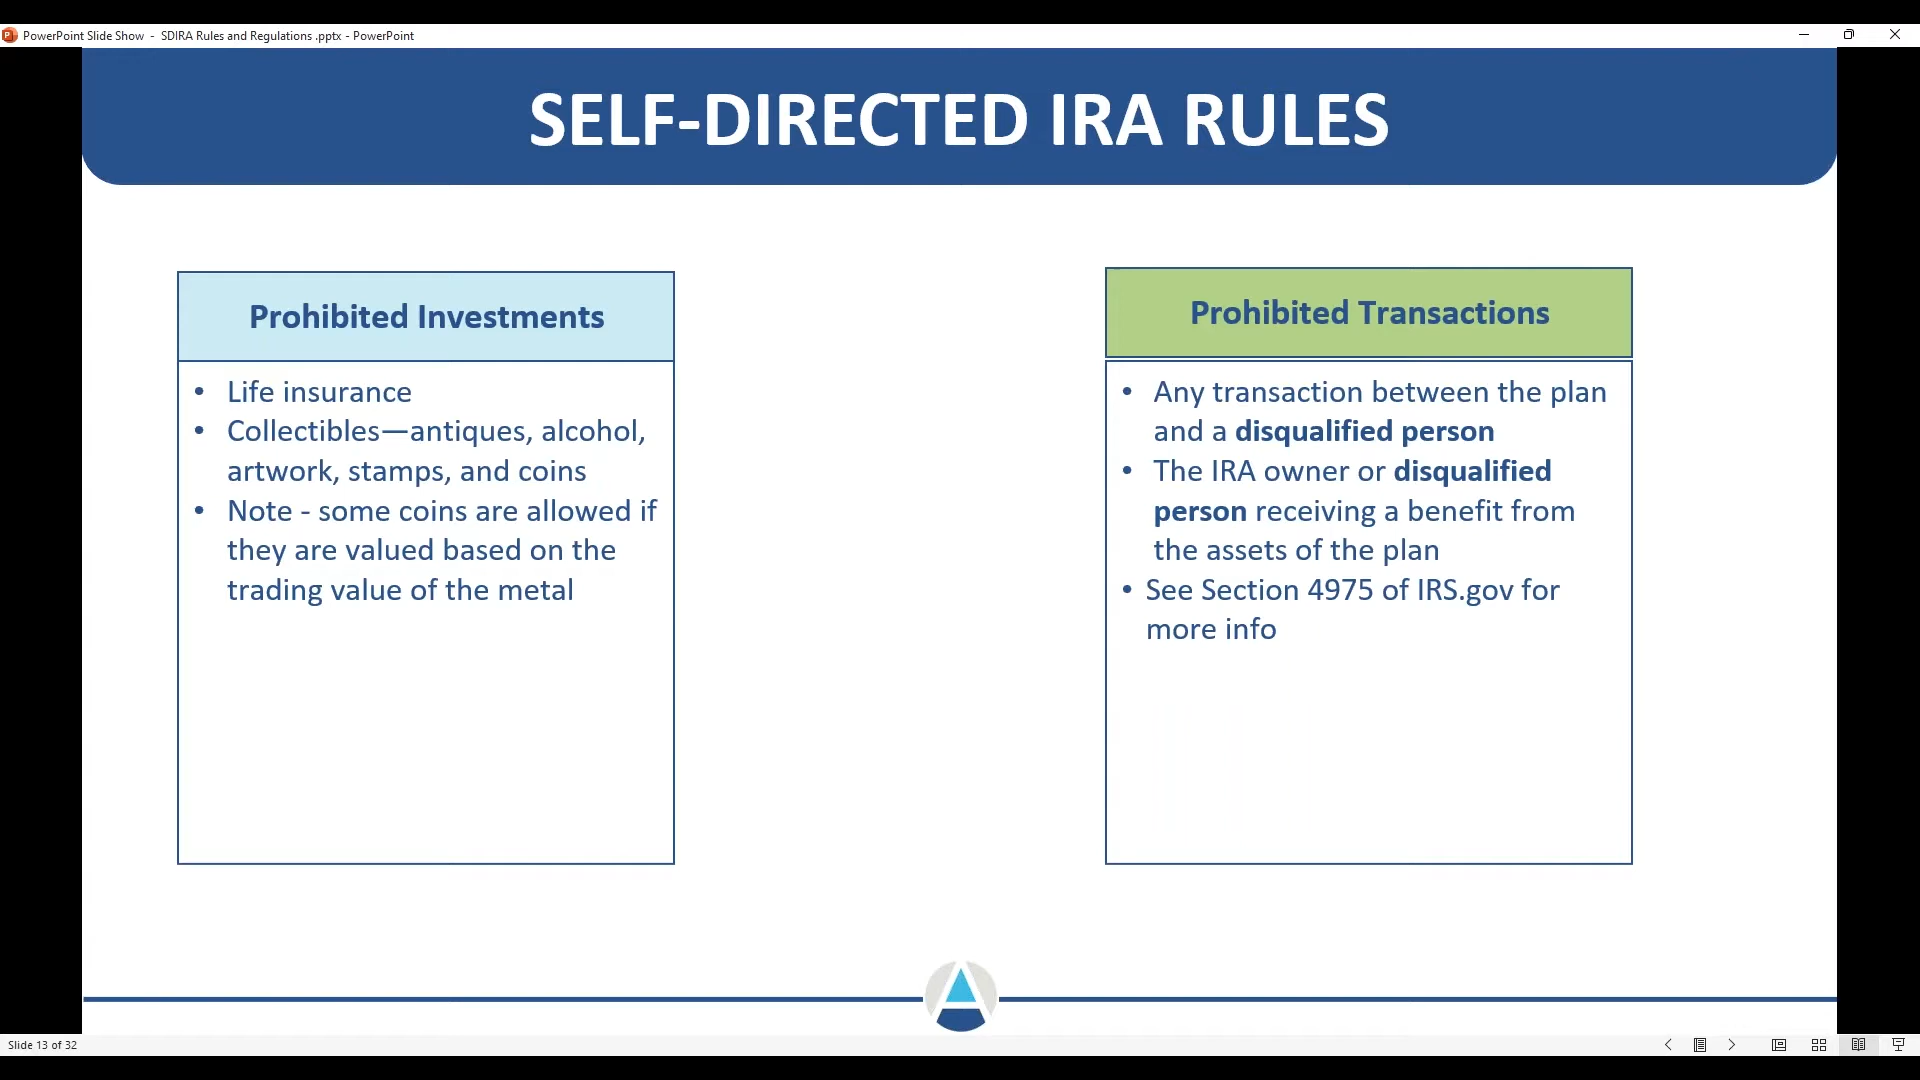 PowerPoint Slide Show - SDIRA Rules and Regulations .pptx - PowerPoint
SELF-DIRECTED IRA RULES
Prohibited Investments
• Life insurance
• Collectibles—antiques, alcohol,
artwork, stamps, and coins
• Note - some coins are allowed if
they are valued based on the
trading value of the metal
Prohibited Transactions
• Any transaction between the plan
and a disqualified person
• The IRA owner or disqualified
person receiving a benefit from
the assets of the plan
• See Section 4975 of IRS.gov for
more info
Slide 13 of 32